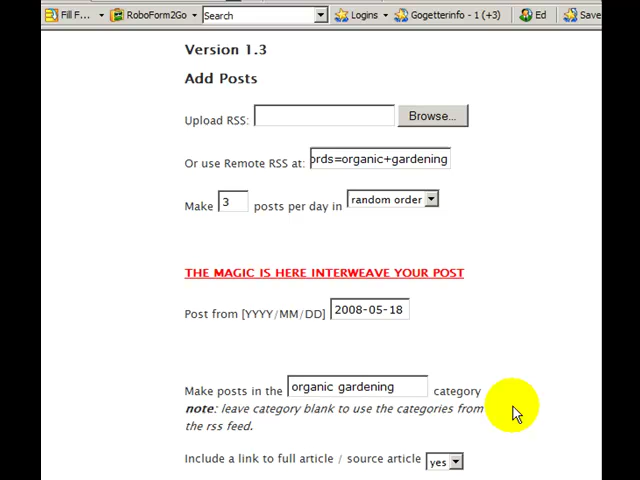 Fill F... RoboForm2Go Search Logins Gogetterinfo - 1 (+3) Ed Save
Version 1.3
Add Posts
Upload RSS: Browse...
Or use Remote RSS at: ords=organic+gardening
Make 3 posts per day in random order
THE MAGIC IS HERE INTERWEAVE YOUR POST
Post from [YYYY/MM/DD] 2008-05-18
Make posts in the organic gardening category
note: leave category blank to use the categories from
the rss feed.
Include a link to full article / source article yes